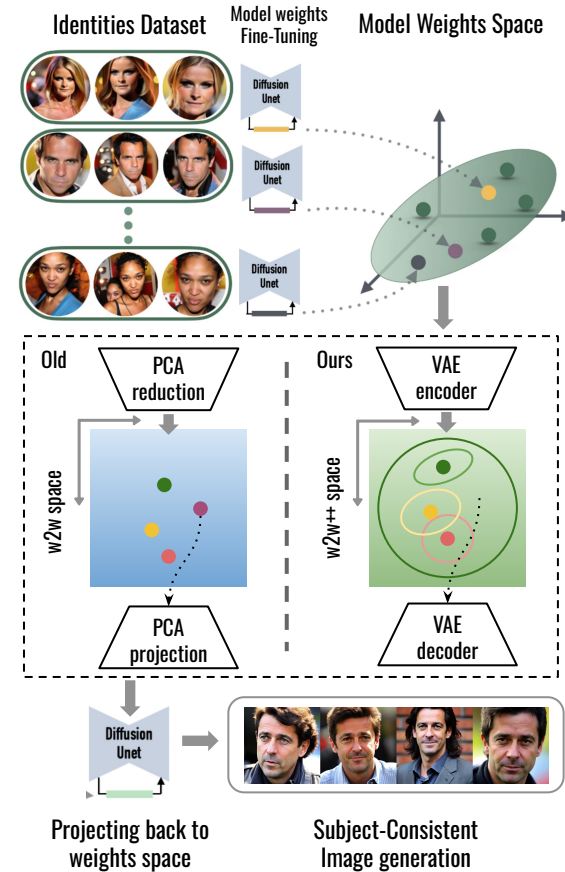 Identities Dataset
Model weights
Fine-Tuning
Model Weights Space
Diffusion
Unet
Diffusion
Unet
Diffusion
Unet
Old
PCA
reduction
w2w space
PCA
projection
Ours
VAE
encoder
w2w++ space
VAE
decoder
Diffusion
Unet
Projecting back to
weights space
Subject-Consistent
Image generation